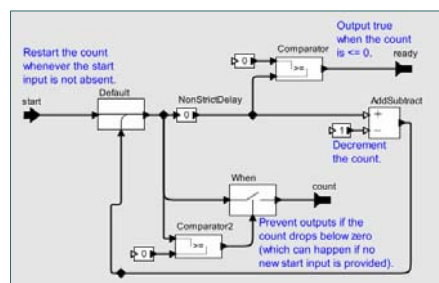 Output true
when the count
is <= 0.
Restart the count
whenever the start
input is not absent.
Comparator
0
>=
ready
start
Default
NonStrictDelay
0
AddSubtract
+
−
1
Decrement
the count.
When
count
Comparator2
0
>=
Prevent outputs if the
count drops below zero
(which can happen if no
new start input is provided).